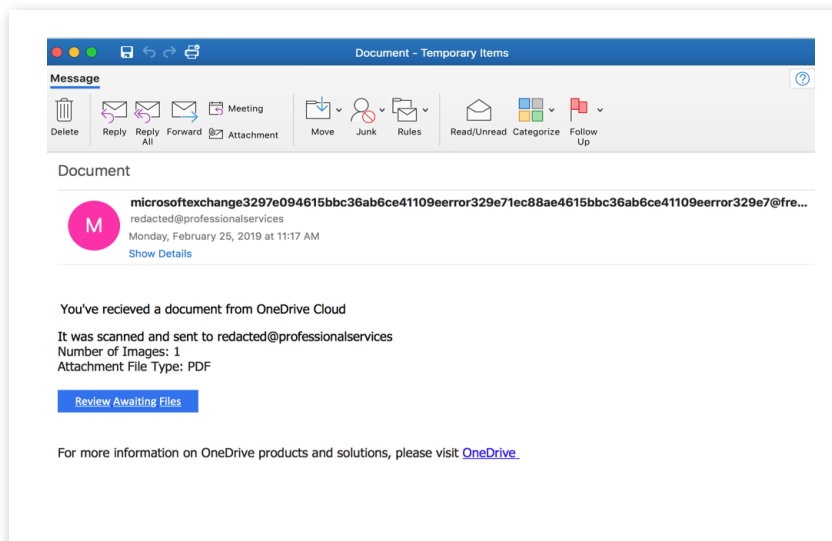 Document - Temporary Items
Message
Delete
Reply
Reply All
Forward
Meeting
Attachment
Move
Junk
Rules
Read/Unread
Categorize
Follow Up
?
Document
M
microsoftexchange3297e094615bbc36ab6ce41109eerror329e71ec88ae4615bbc36ab6ce41109eerror329e7@fre...
redacted@professionalservices
Monday, February 25, 2019 at 11:17 AM
Show Details
You've recieved a document from OneDrive Cloud
It was scanned and sent to redacted@professionalservices
Number of Images: 1
Attachment File Type: PDF
Review Awaiting Files
For more information on OneDrive products and solutions, please visit OneDrive